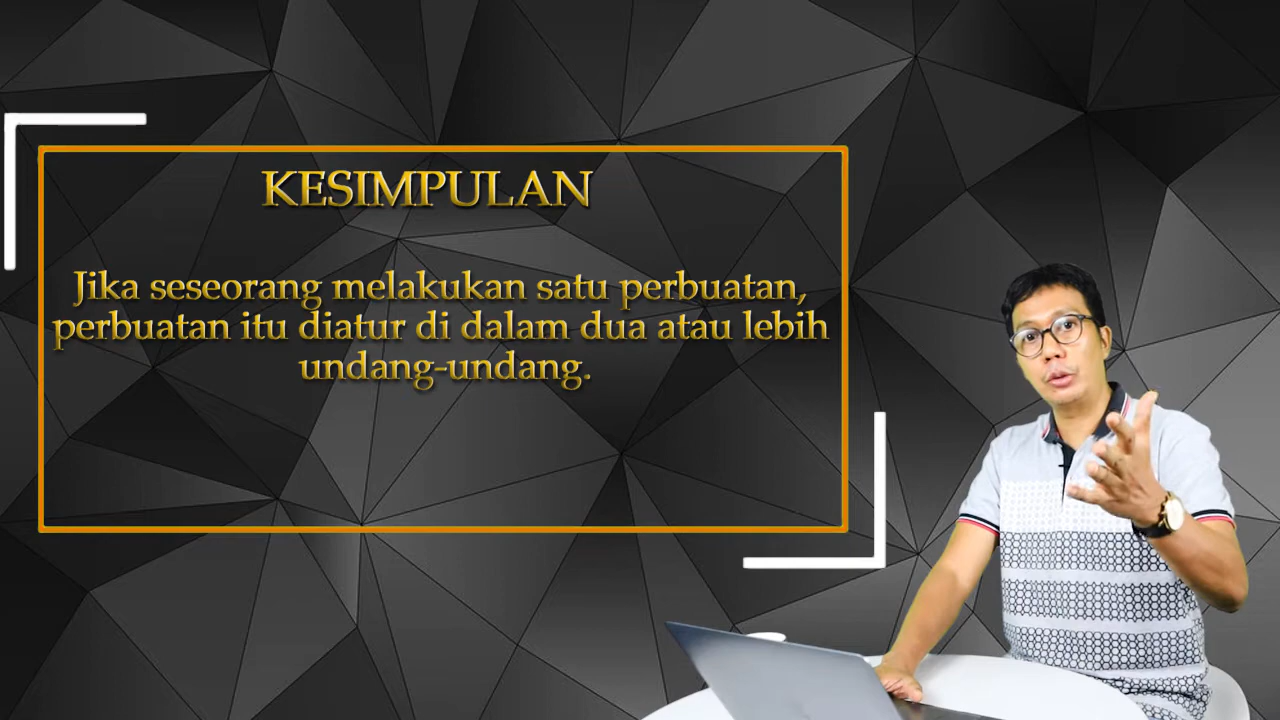 KESIMPULAN
Jika seseorang melakukan satu perbuatan,
perbuatan itu diatur di dalam dua atau lebih
undang-undang.